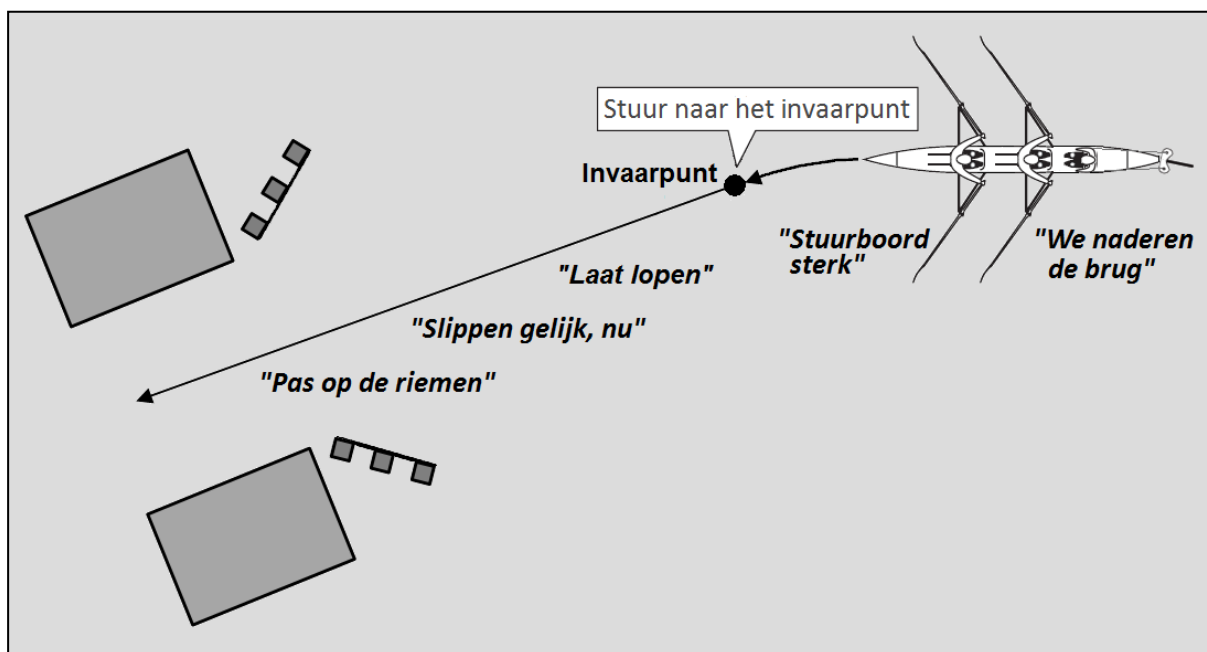 Stuur naar het invaarpunt
Invaarpunt
"Stuurboord
sterk"
"We naderen
de brug"
"Laat lopen"
"Slippen gelijk, nu"
"Pas op de riemen"